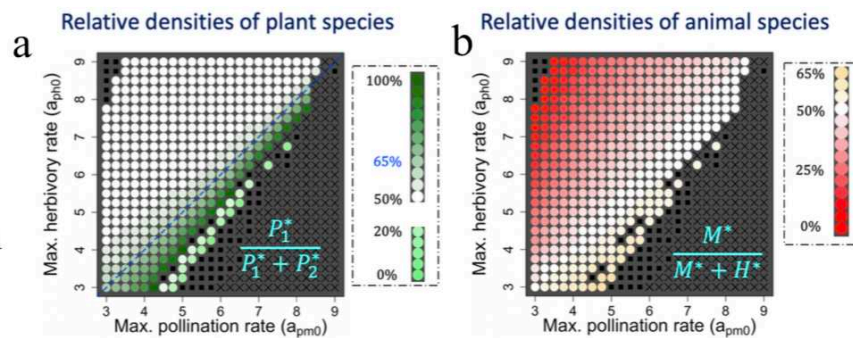 Relative densities of plant species
a
Max. herbivory rate (aph0)
9
8
7
6
5
4
3
3 4 5 6 7 8 9
Max. pollination rate (apm0)
P1*
P1* + P2*
100%
65%
50%
20%
0%
Relative densities of animal species
b
Max. herbivory rate (aph0)
9
8
7
6
5
4
3
3 4 5 6 7 8 9
Max. pollination rate (apm0)
M*
M* + H*
65%
50%
25%
0%